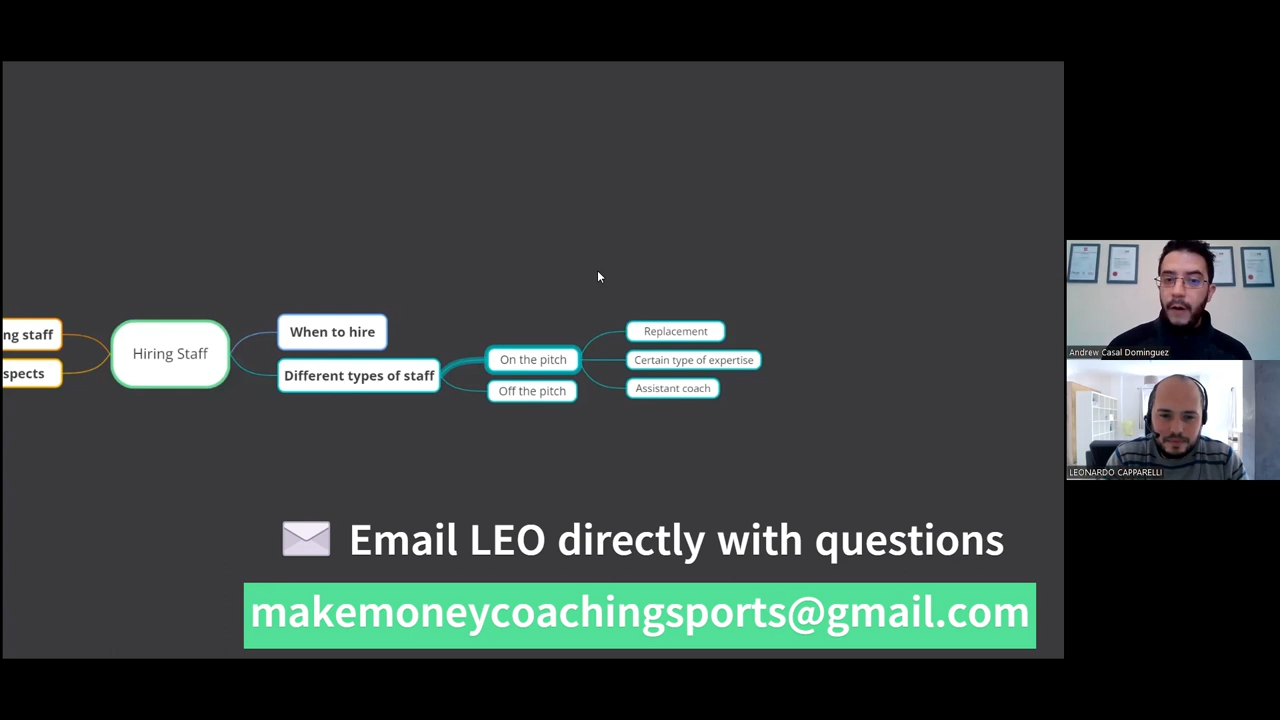 When to hire
Replacement
ng staff
Hiring Staff
On the pitch
Certain type of expertise
spects
Different types of staff
Off the pitch
Assistant coach
Andrew Casal Dominguez
LEONARDO CAPPARELLI
Email LEO directly with questions
makemoneycoachingsports@gmail.com